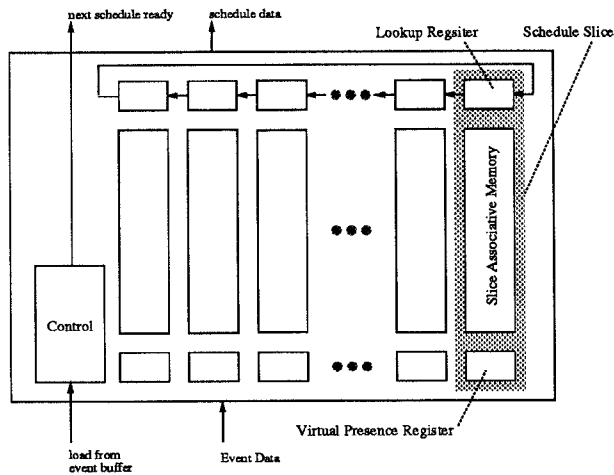 next schedule ready
schedule data
Lookup Regsiter
Schedule Slice
Slice Associative Memory
Control
Virtual Presence Register
load from
event buffer
Event Data